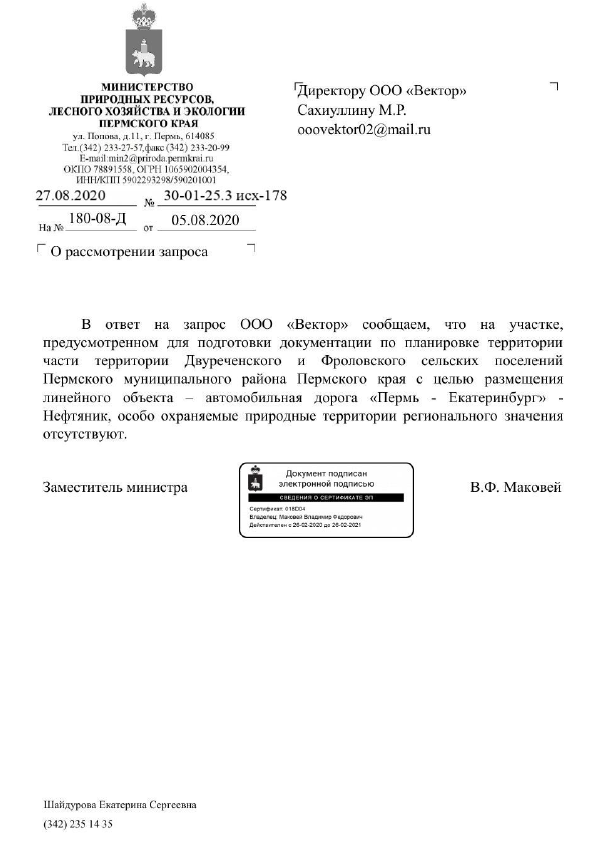 МИНИСТЕРСТВО
ПРИРОДНЫХ РЕСУРСОВ,
ЛЕСНОГО ХОЗЯЙСТВА И ЭКОЛОГИИ
ПЕРМСКОГО КРАЯ
ул. Попова, д.11, г. Пермь, 614085
Тел.(342) 233-27-57,факс (342) 233-20-99
E-mail:min2@priroda.permkrai.ru
ОКПО 78891558, ОГРН 1065902004354,
ИНН/КПП 5902293298/590201001
27.08.2020 № 30-01-25.3 исх-178
На № 180-08-Д от 05.08.2020
О рассмотрении запроса
Директору ООО «Вектор»
Сахиуллину М.Р.
ooovektor02@mail.ru
В ответ на запрос ООО «Вектор» сообщаем, что на участке,
предусмотренном для подготовки документации по планировке территории
части территории Двуреченского и Фроловского сельских поселений
Пермского муниципального района Пермского края с целью размещения
линейного объекта – автомобильная дорога «Пермь - Екатеринбург» -
Нефтяник, особо охраняемые природные территории регионального значения
отсутствуют.
Заместитель министра
Документ подписан
электронной подписью
СВЕДЕНИЯ О СЕРТИФИКАТЕ ЭП
Сертификат: 018D04
Владелец: Маковей Владимир Федорович
Действителен с 26-02-2020 до 26-02-2021
В.Ф. Маковей
Шайдурова Екатерина Сергеевна
(342) 235 14 35